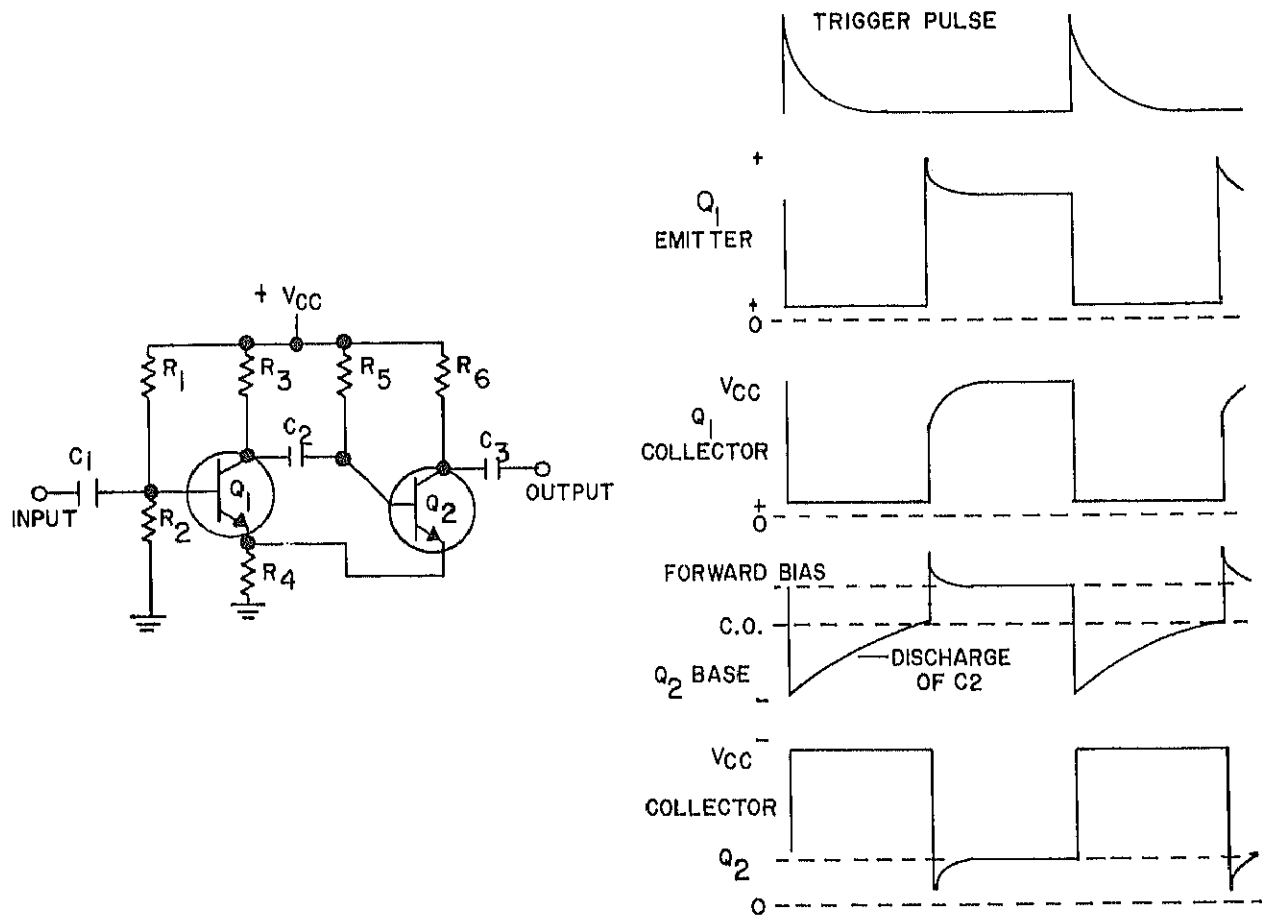 + VCC
R1
R3
R5
R6
C1
C2
C3
INPUT
R2
Q1
R4
Q2
OUTPUT
TRIGGER PULSE
+
Q1
EMITTER
+
0
VCC
Q1
COLLECTOR
+
0
FORWARD BIAS
C.O.
Q2 BASE
DISCHARGE
OF C2
-
-
VCC
COLLECTOR
Q2
0